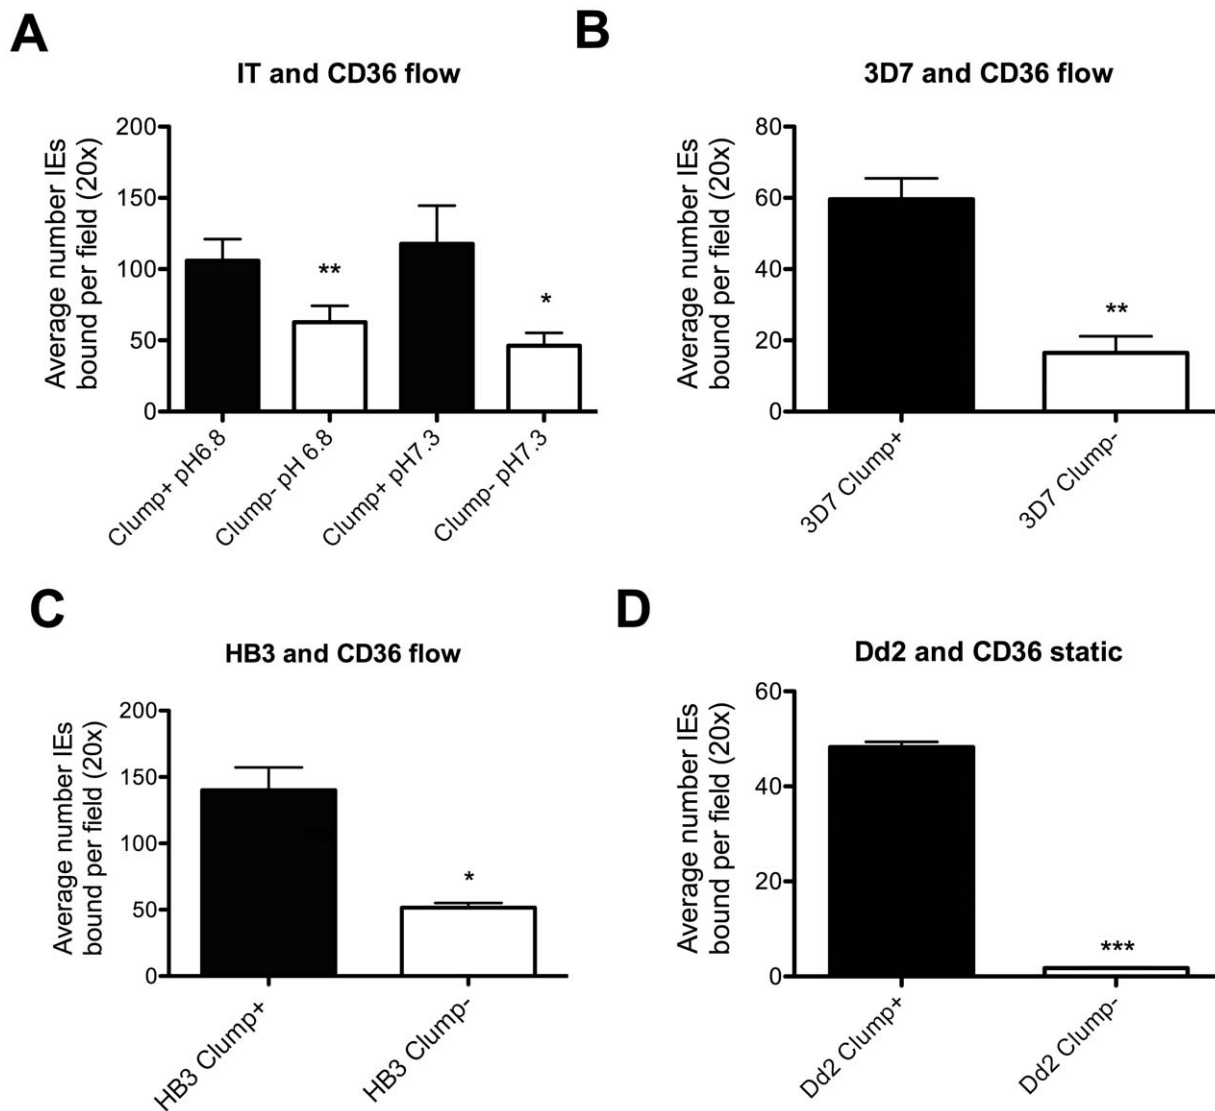 A
IT and CD36 flow
Average number IEs
bound per field (20x)
200
150
100
50
0
**
*
Clump+ pH6.8
Clump- pH 6.8
Clump+ pH7.3
Clump- pH7.3
B
3D7 and CD36 flow
Average number IEs
bound per field (20x)
80
60
40
20
0
**
3D7 Clump+
3D7 Clump-
C
HB3 and CD36 flow
Average number IEs
bound per field (20x)
200
150
100
50
0
*
HB3 Clump+
HB3 Clump-
D
Dd2 and CD36 static
Average number IEs
bound per field (20x)
60
40
20
0
***
Dd2 Clump+
Dd2 Clump-